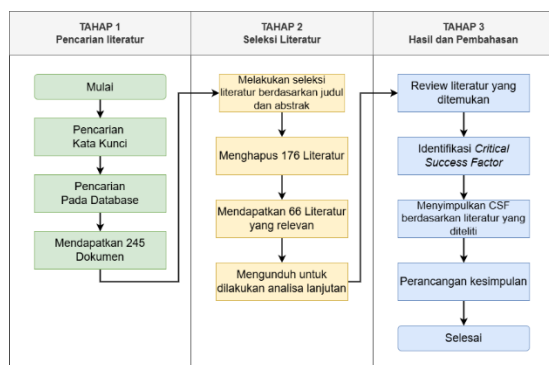 TAHAP 1
Pencarian literatur
Mulai
Pencarian
Kata Kunci
Pencarian
Pada Database
Mendapatkan 245
Dokumen
TAHAP 2
Seleksi Literatur
Melakukan seleksi
literatur berdasarkan judul
dan abstrak
Menghapus 176 Literatur
Mendapatkan 66 Literatur
yang relevan
Mengunduh untuk
dilakukan analisa lanjutan
TAHAP 3
Hasil dan Pembahasan
Review literatur yang
ditemukan
Identifikasi Critical
Success Factor
Menyimpulkan CSF
berdasarkan literatur yang
diteliti
Perancangan kesimpulan
Selesai